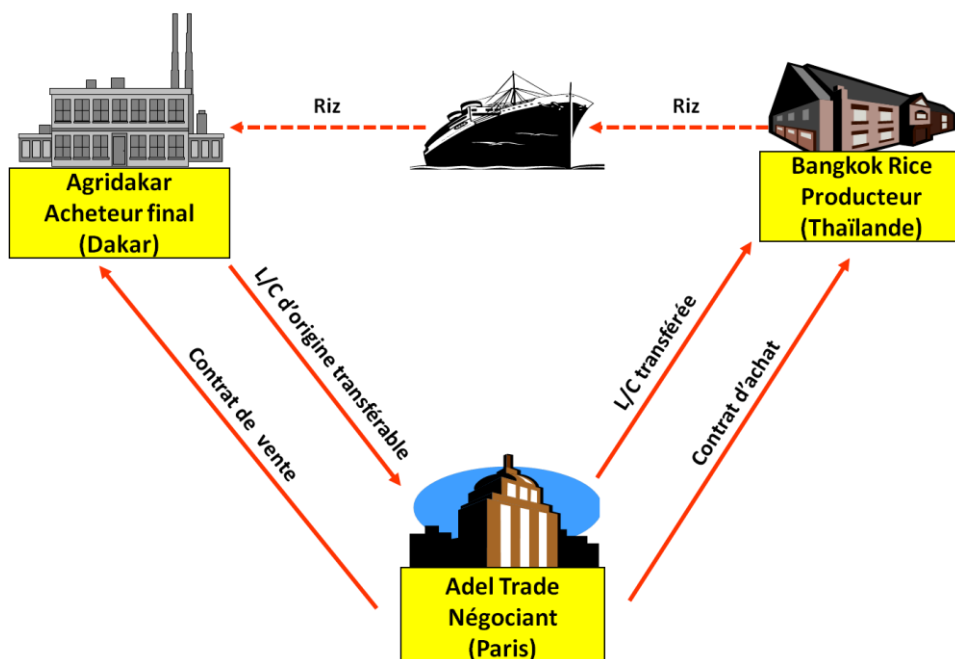 Riz
Riz
Agridakar
Acheteur final
(Dakar)
Bangkok Rice
Producteur
(Thaïlande)
Contrat de vente
L/C d'origine transférable
L/C transférée
Contrat d'achat
Adel Trade
Négociant
(Paris)